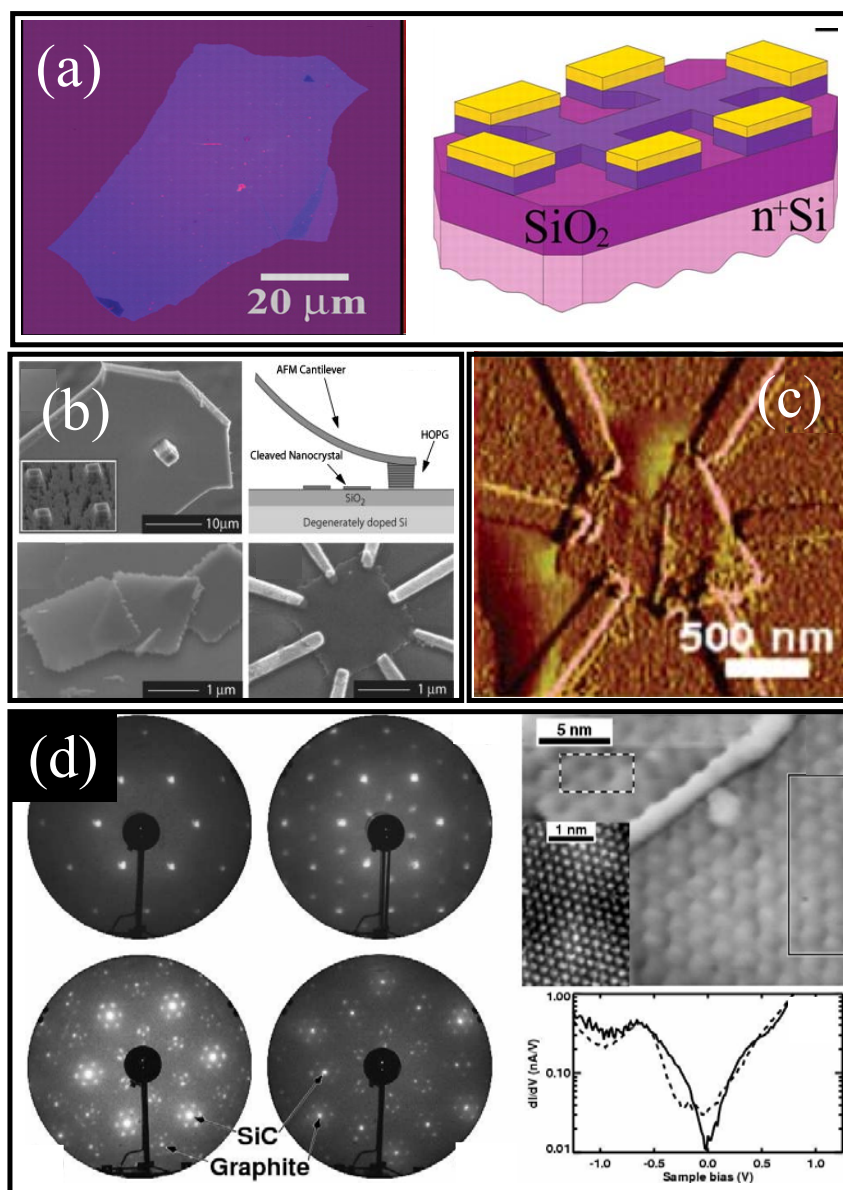 (a)
20 μm
SiO₂
n⁺Si
(b)
10μm
AFM Cantilever
HOPG
Cleaved Nanocrystal
SiO₂
Degenerately doped Si
1 μm
1 μm
(c)
500 nm
(d)
SiC
Graphite
5 nm
1 nm
dI/dV (nA/V)
1.00
0.10
0.01
-1.0
-0.5
0.0
0.5
1.0
Sample bias (V)